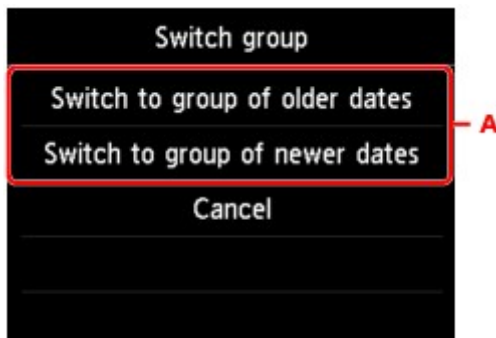 Switch group
Switch to group of older dates
A
Switch to group of newer dates
Cancel